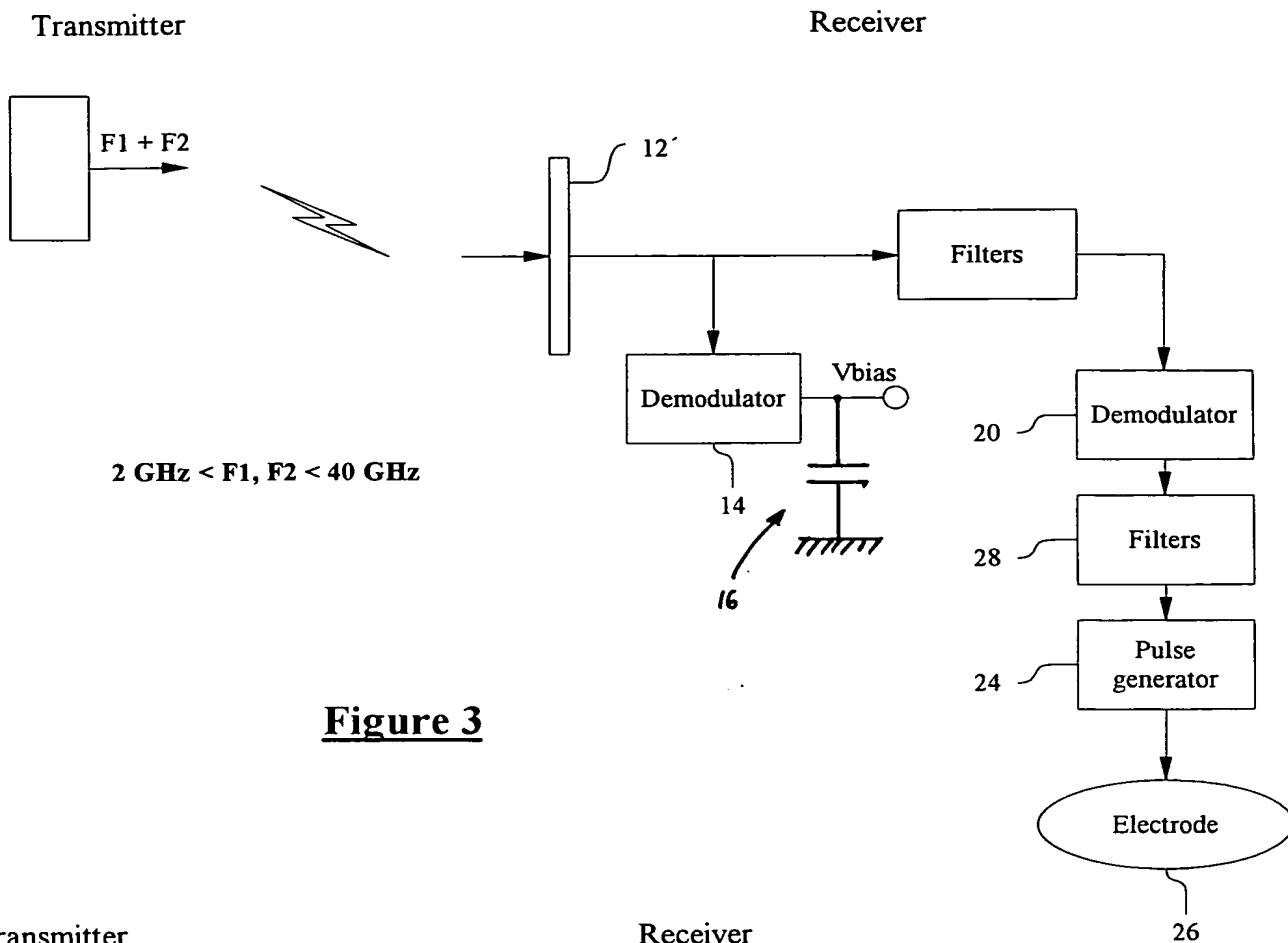 Transmitter
Receiver
F1 + F2
12′
Filters
Demodulator
Vbias
14
16
2 GHz < F1, F2 < 40 GHz
20
Demodulator
28
Filters
24
Pulse
generator
Figure 3
Electrode
26
ransmitter
Receiver